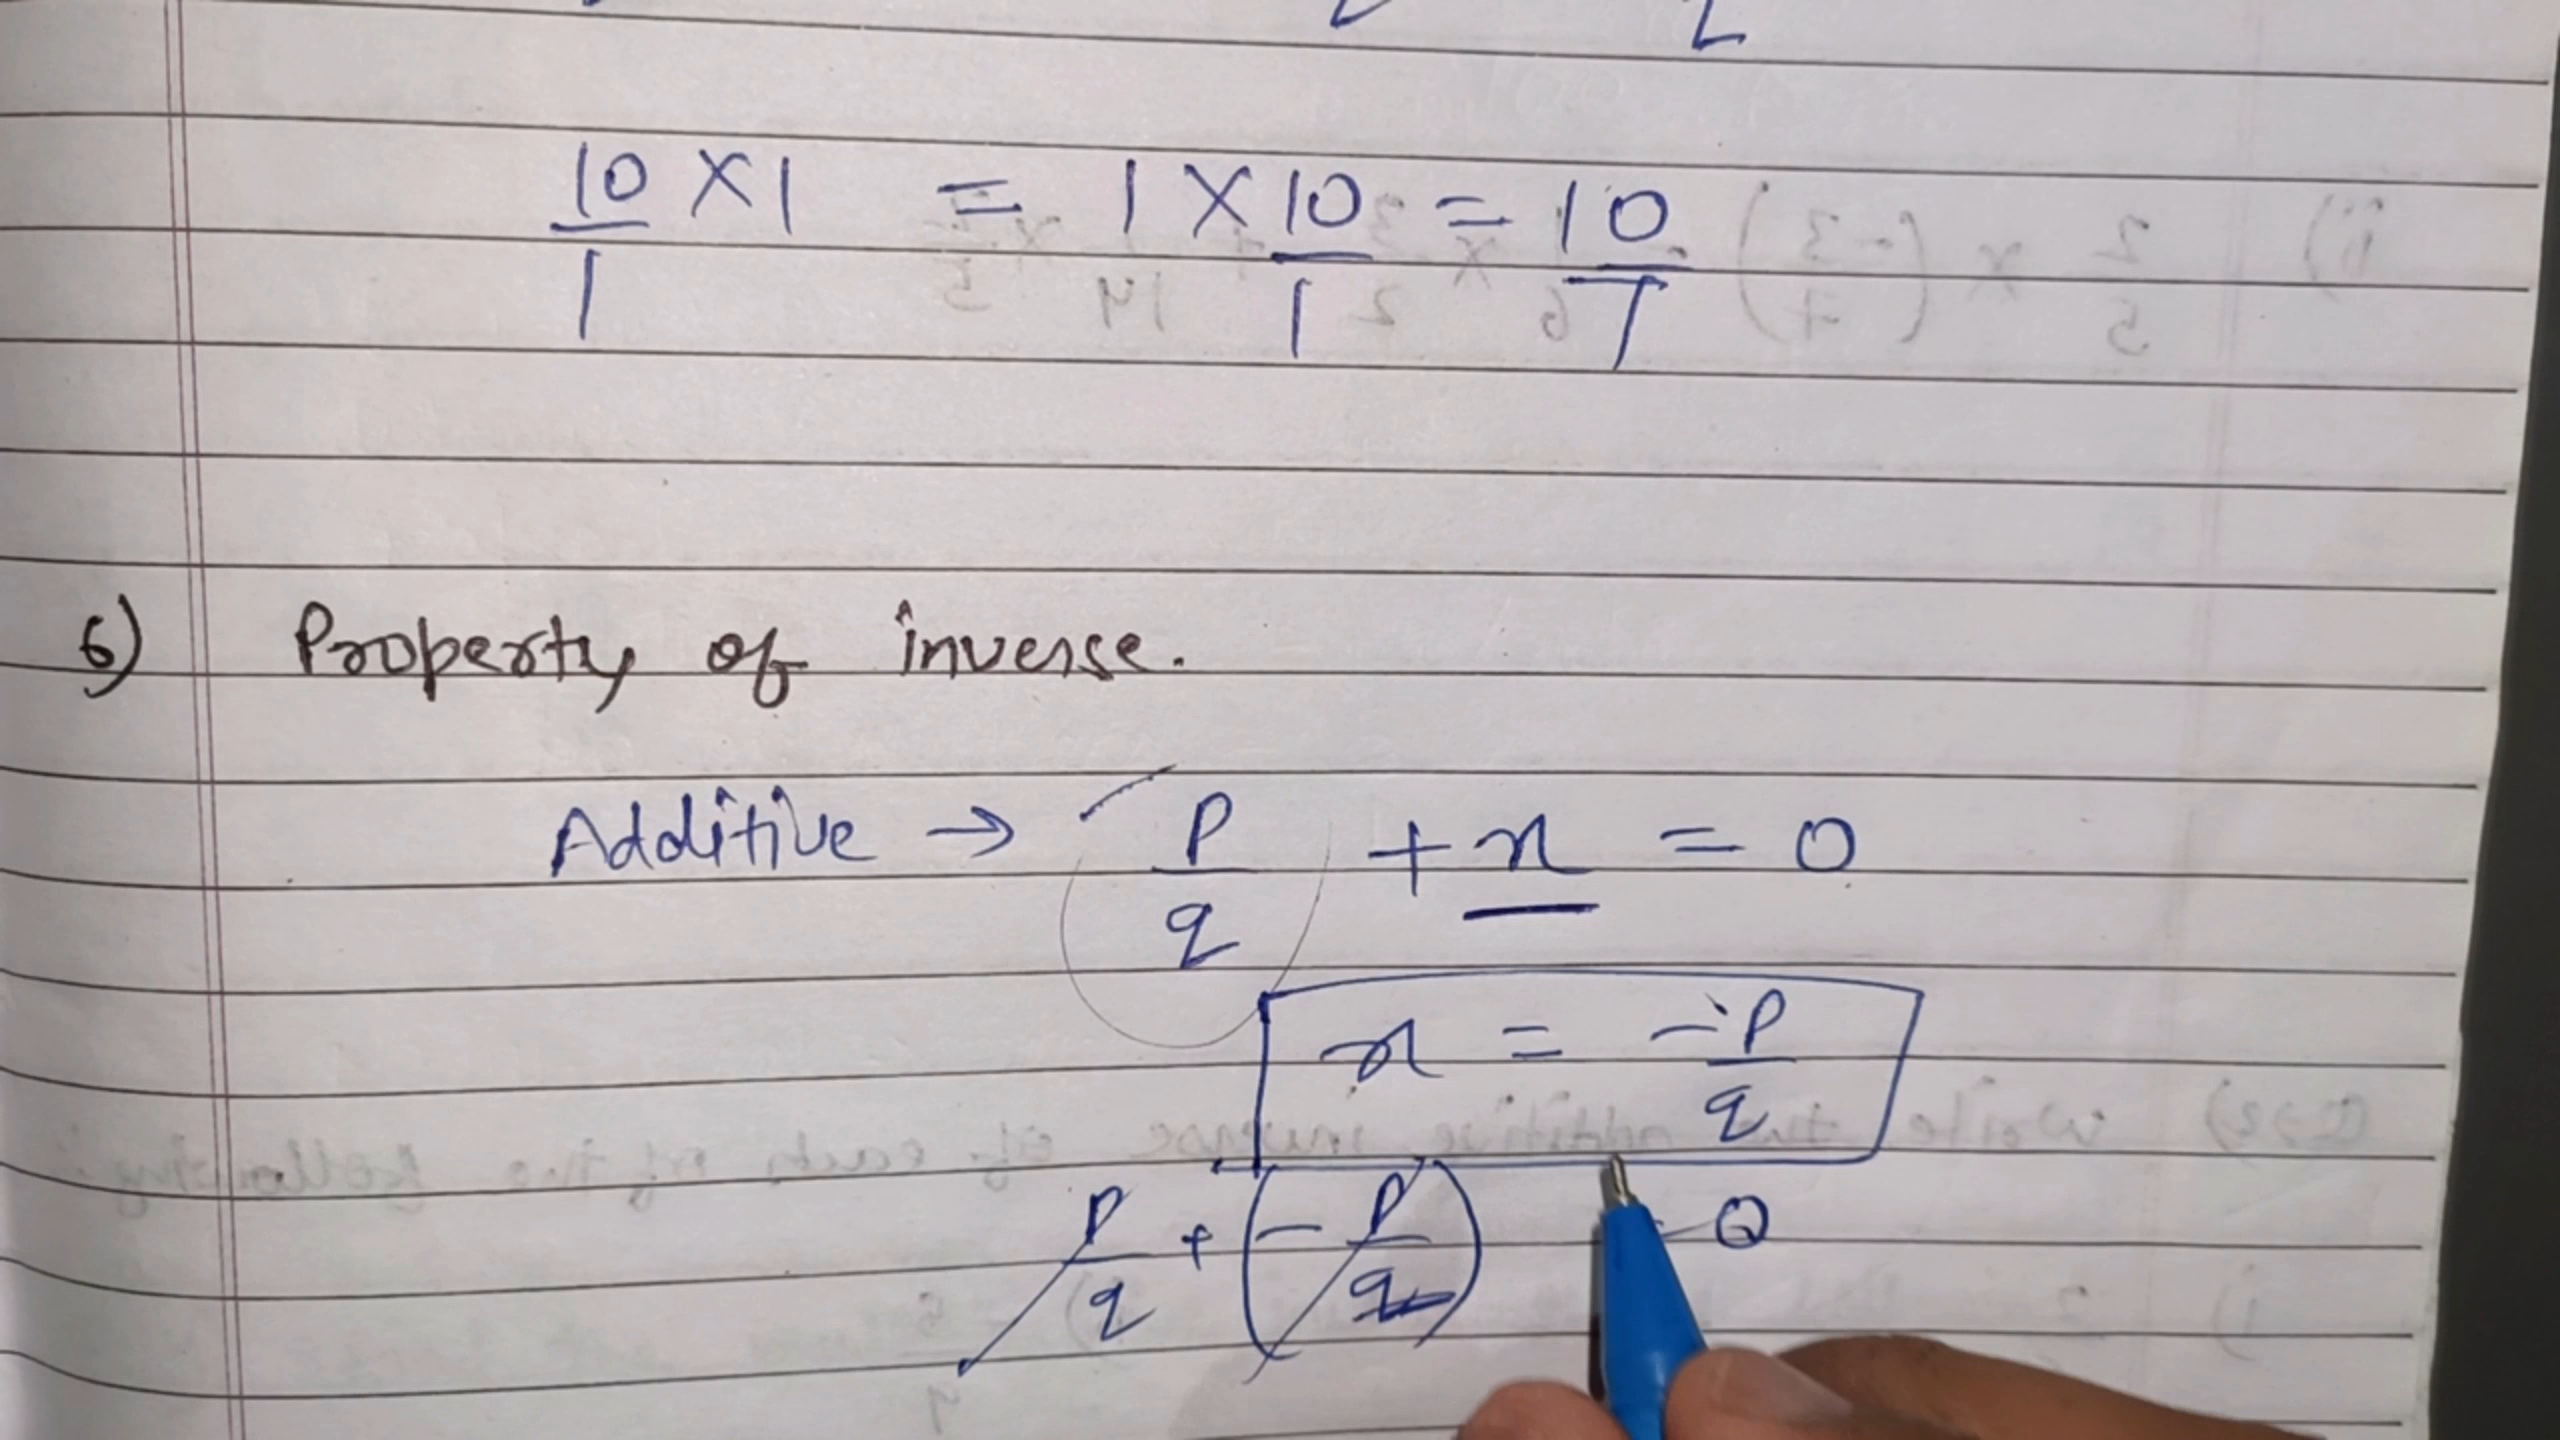 10/1 × 1 = 1 × 10/1 = 10/1
6) Property of inverse.
Additive → p/q + x = 0
x = -p/q
p/q + (-p/q) = 0